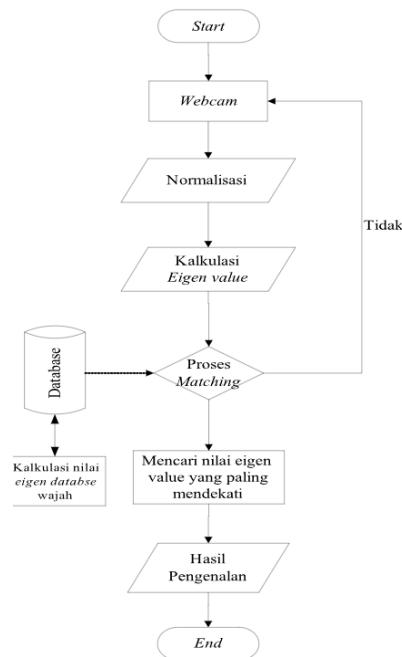 Start
Webcam
Normalisasi
Kalkulasi
Eigen value
Tidak
Database
Proses
Matching
Kalkulasi nilai
eigen databse
wajah
Mencari nilai eigen
value yang paling
mendekati
Hasil
Pengenalan
End